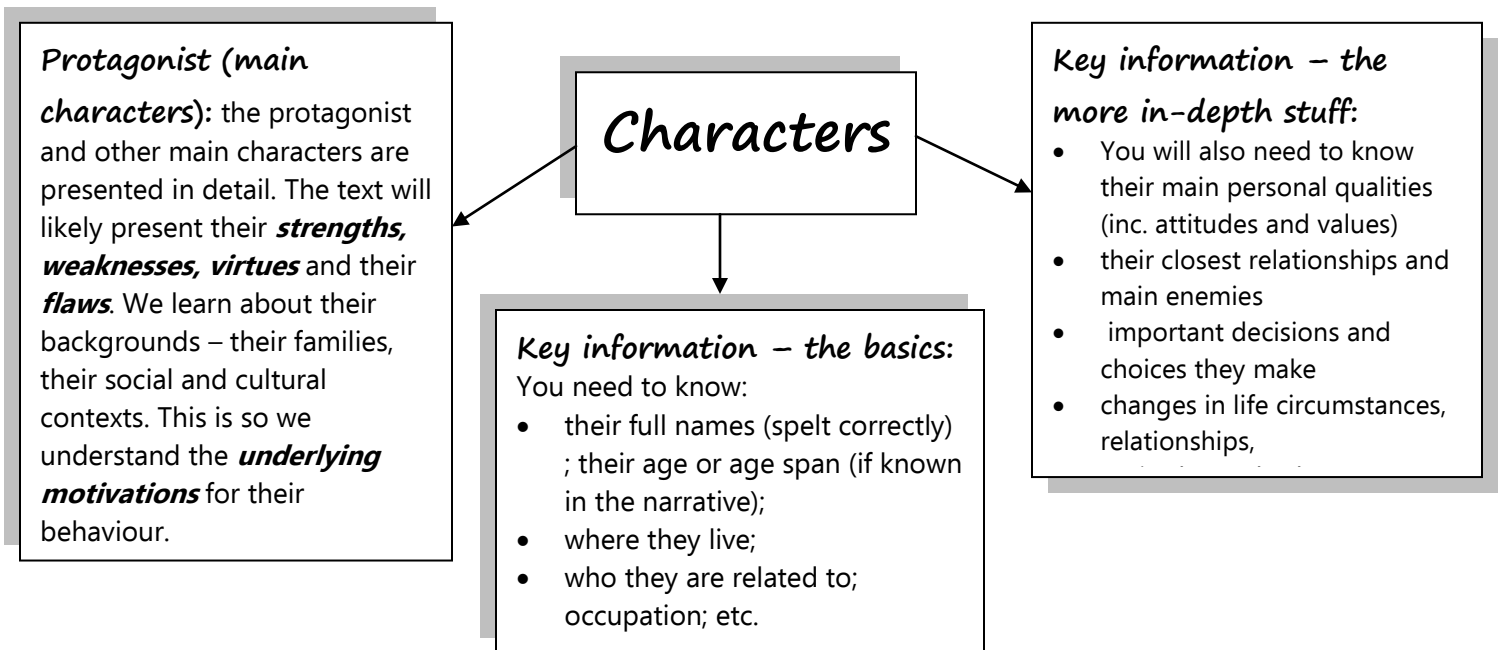 Characters
Protagonist (main
characters): the protagonist
and other main characters are
presented in detail. The text will
likely present their strengths,
weaknesses, virtues and their
flaws. We learn about their
backgrounds – their families,
their social and cultural
contexts. This is so we
understand the underlying
motivations for their
behaviour.
Key information – the basics:
You need to know:
• their full names (spelt correctly)
; their age or age span (if known
in the narrative);
• where they live;
• who they are related to;
occupation; etc.
Key information – the
more in-depth stuff:
• You will also need to know
their main personal qualities
(inc. attitudes and values)
• their closest relationships and
main enemies
• important decisions and
choices they make
• changes in life circumstances,
relationships,